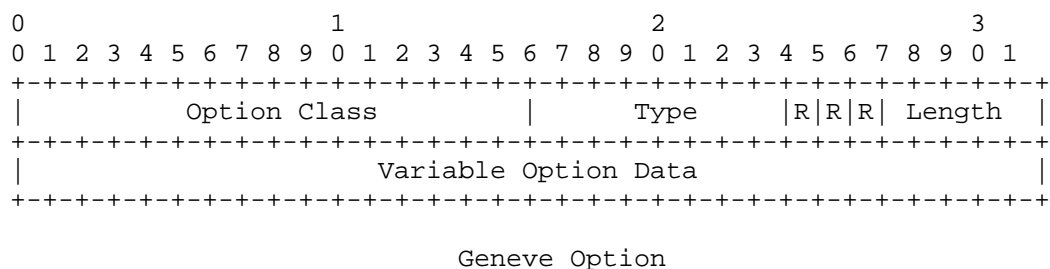 0                   1                   2                   3
0 1 2 3 4 5 6 7 8 9 0 1 2 3 4 5 6 7 8 9 0 1 2 3 4 5 6 7 8 9 0 1
+-+-+-+-+-+-+-+-+-+-+-+-+-+-+-+-+-+-+-+-+-+-+-+-+-+-+-+-+-+-+-+-+
|          Option Class         |      Type     |R|R|R| Length  |
+-+-+-+-+-+-+-+-+-+-+-+-+-+-+-+-+-+-+-+-+-+-+-+-+-+-+-+-+-+-+-+-+
|                      Variable Option Data                     |
+-+-+-+-+-+-+-+-+-+-+-+-+-+-+-+-+-+-+-+-+-+-+-+-+-+-+-+-+-+-+-+-+
Geneve Option